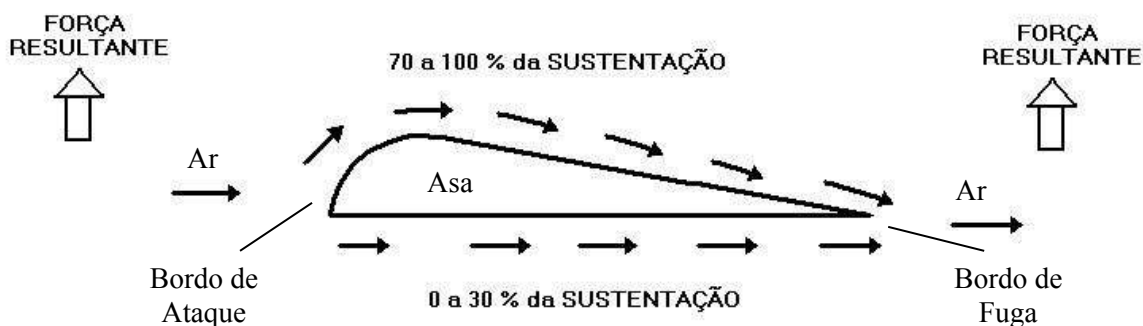 FORÇA
RESULTANTE
70 a 100 % da SUSTENTAÇÃO
FORÇA
RESULTANTE
Ar
Asa
Ar
Bordo de
Ataque
0 a 30 % da SUSTENTAÇÃO
Bordo de
Fuga